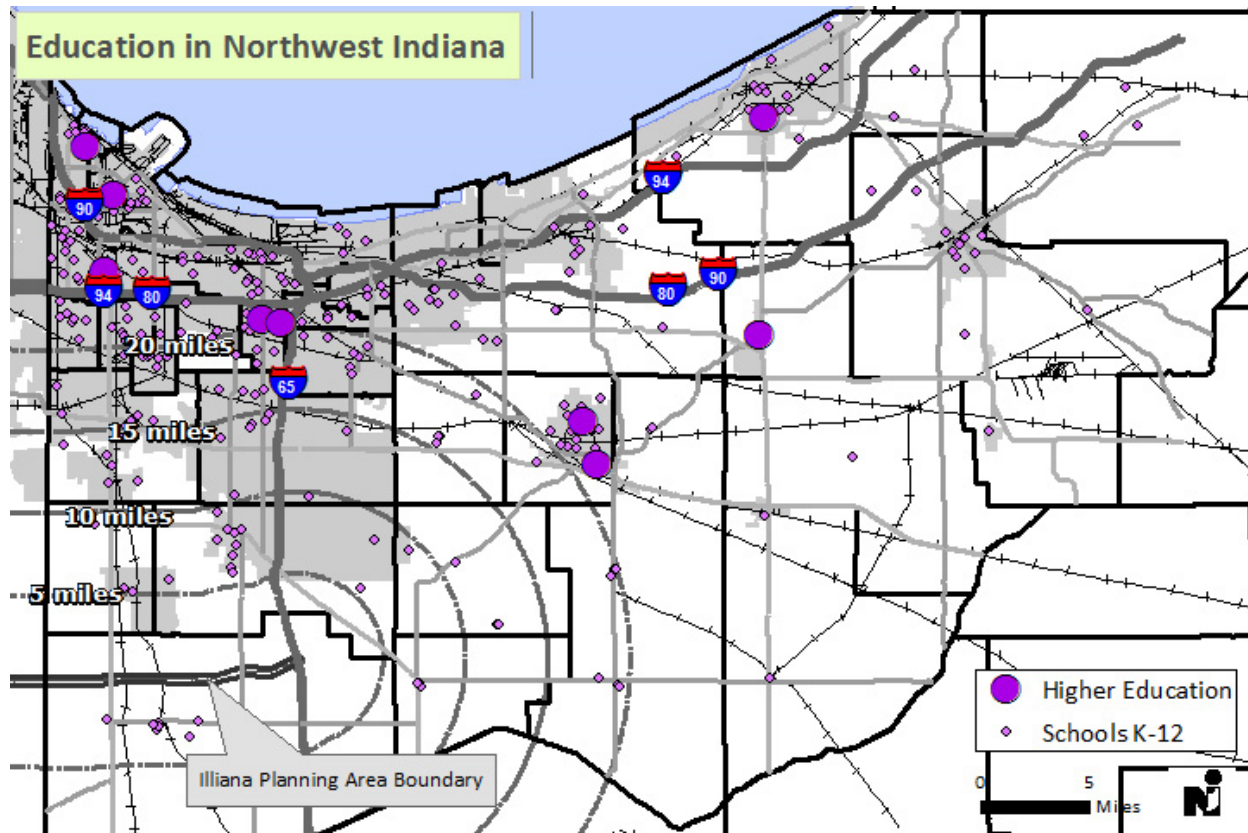 Education in Northwest Indiana
94
90
90
94
80
80
90
20 miles
65
15 miles
10 miles
5 miles
Higher Education
Schools K-12
Illiana Planning Area Boundary
0 5
Miles